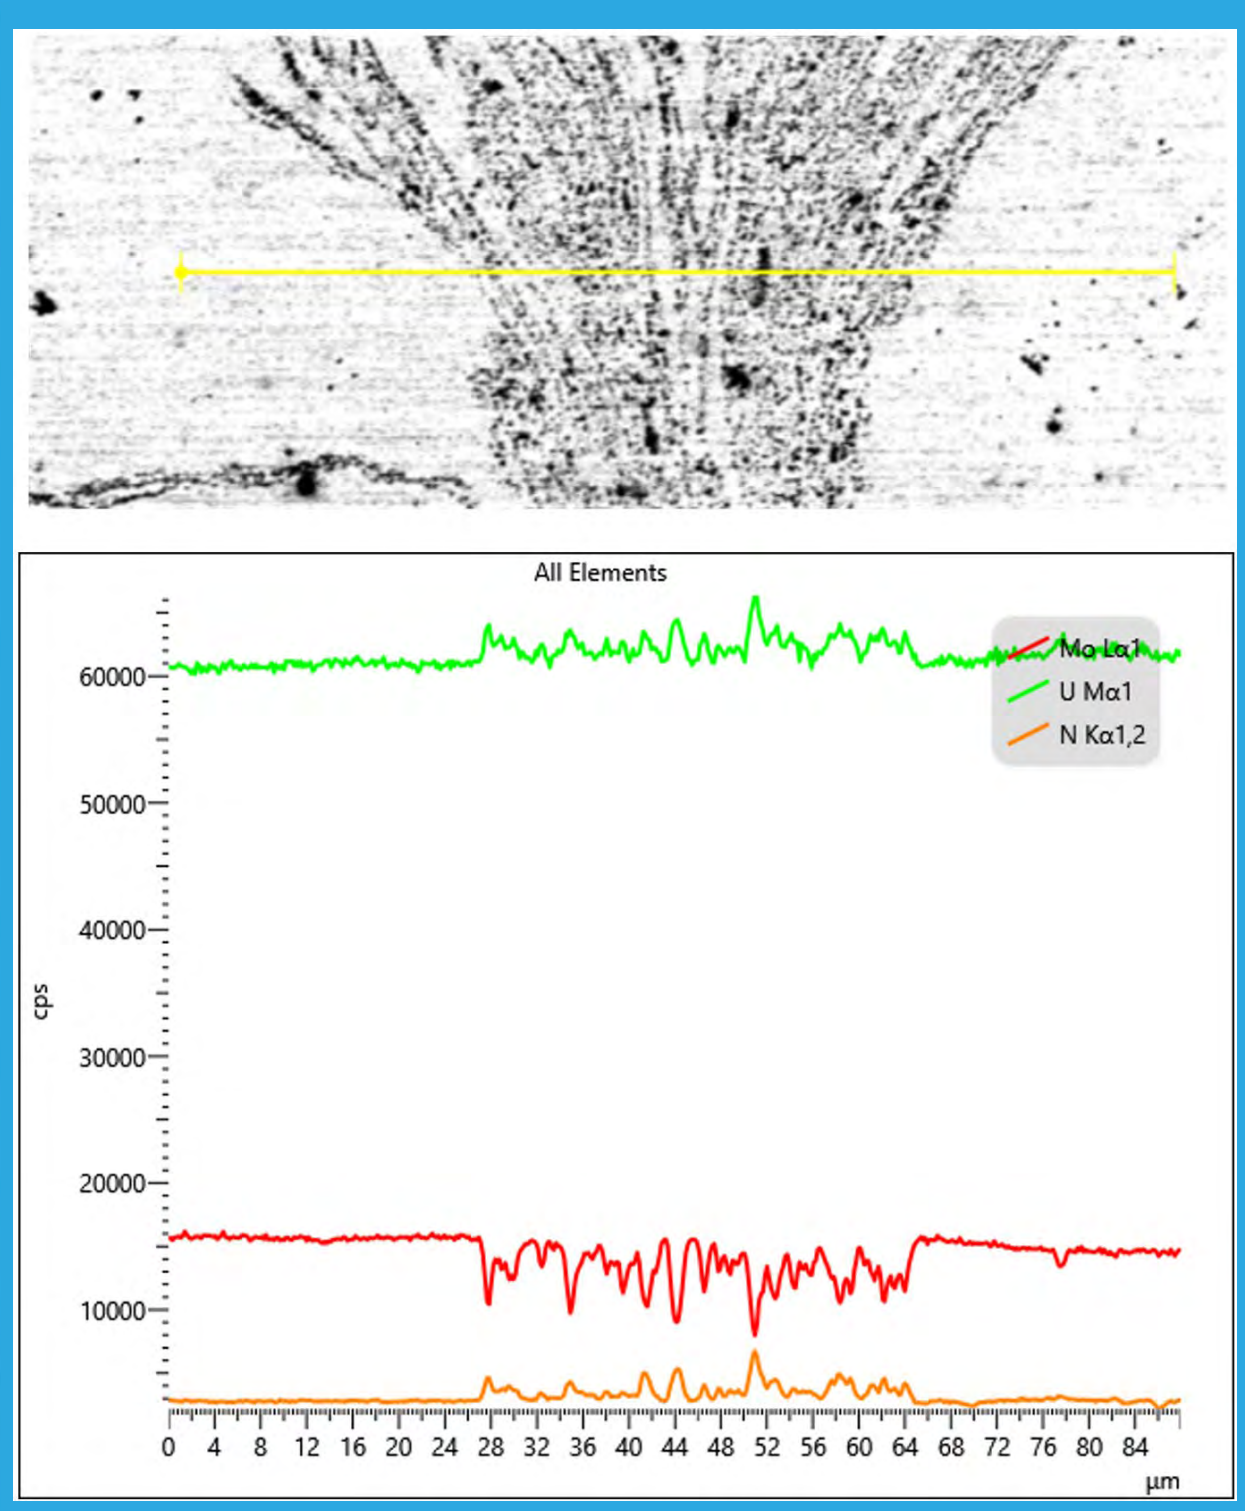 All Elements
Mo Lα1
U Mα1
N Kα1,2
60000
50000
40000
30000
20000
10000
cps
0 4 8 12 16 20 24 28 32 36 40 44 48 52 56 60 64 68 72 76 80 84
µm